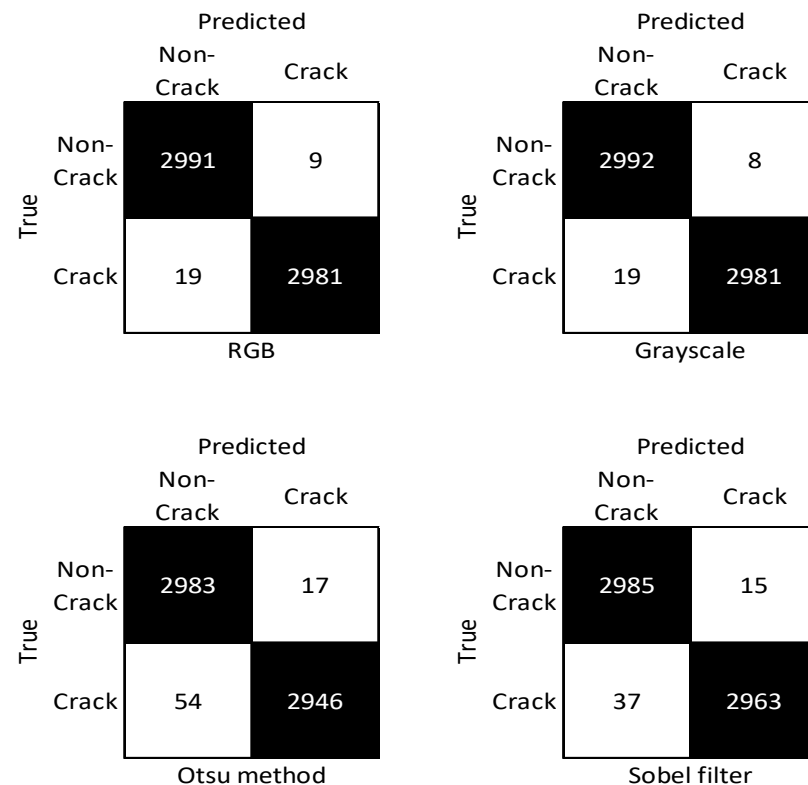 Predicted
Non-
Crack
Crack
True
Non-
Crack
2991
9
Crack
19
2981
RGB
Predicted
Non-
Crack
Crack
True
Non-
Crack
2992
8
Crack
19
2981
Grayscale
Predicted
Non-
Crack
Crack
True
Non-
Crack
2983
17
Crack
54
2946
Otsu method
Predicted
Non-
Crack
Crack
True
Non-
Crack
2985
15
Crack
37
2963
Sobel filter